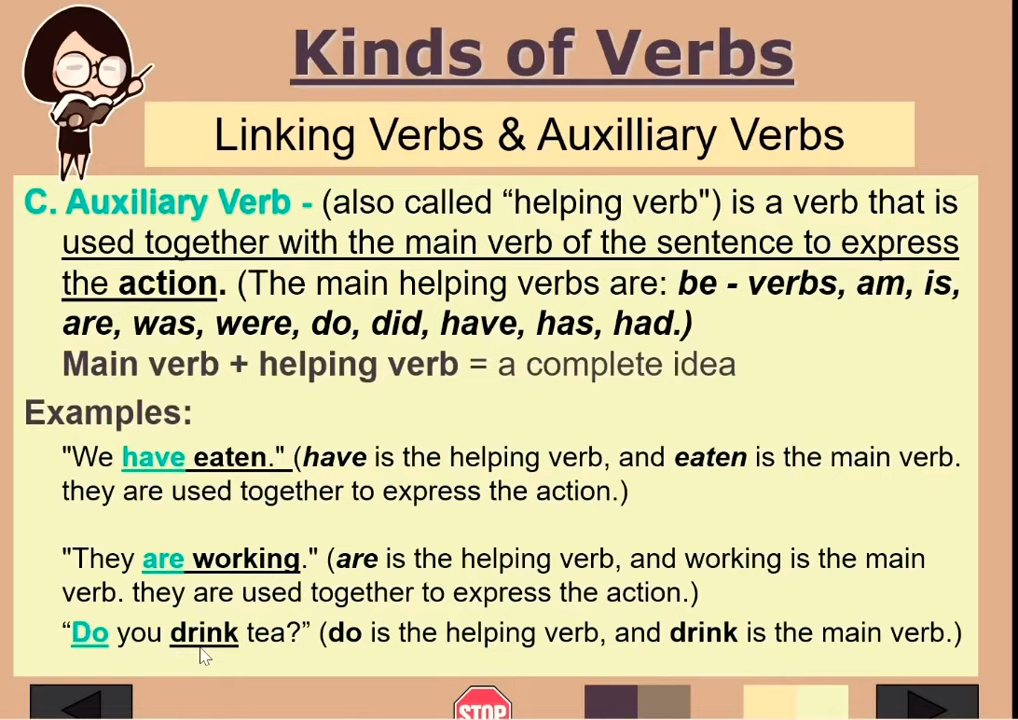 Kinds of Verbs
Linking Verbs & Auxilliary Verbs
C. Auxiliary Verb - (also called “helping verb") is a verb that is
used together with the main verb of the sentence to express
the action. (The main helping verbs are: be - verbs, am, is,
are, was, were, do, did, have, has, had.)
Main verb + helping verb = a complete idea
Examples:
"We have eaten." (have is the helping verb, and eaten is the main verb.
they are used together to express the action.)
"They are working." (are is the helping verb, and working is the main
verb. they are used together to express the action.)
“Do you drink tea?” (do is the helping verb, and drink is the main verb.)
STOP